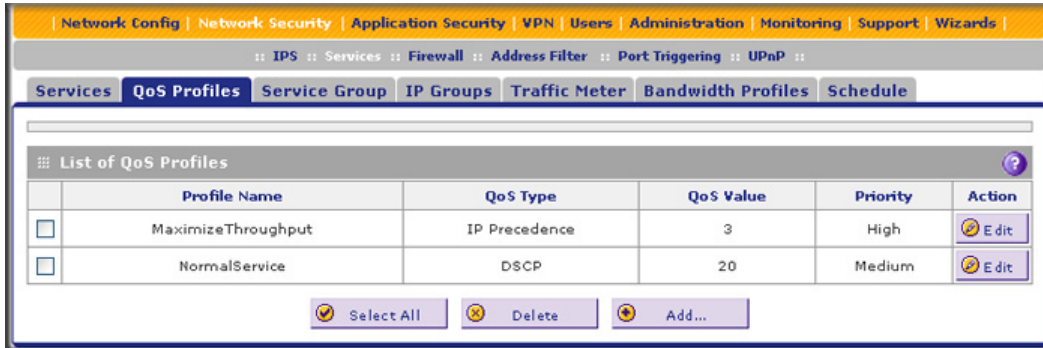 | Network Config | Network Security | Application Security | VPN | Users | Administration | Monitoring | Support | Wizards |
:: IPS :: Services :: Firewall :: Address Filter :: Port Triggering :: UPnP ::
Services QoS Profiles Service Group IP Groups Traffic Meter Bandwidth Profiles Schedule
List of QoS Profiles ?
Profile Name QoS Type QoS Value Priority Action
MaximizeThroughput IP Precedence 3 High Edit
NormalService DSCP 20 Medium Edit
Select All Delete Add...